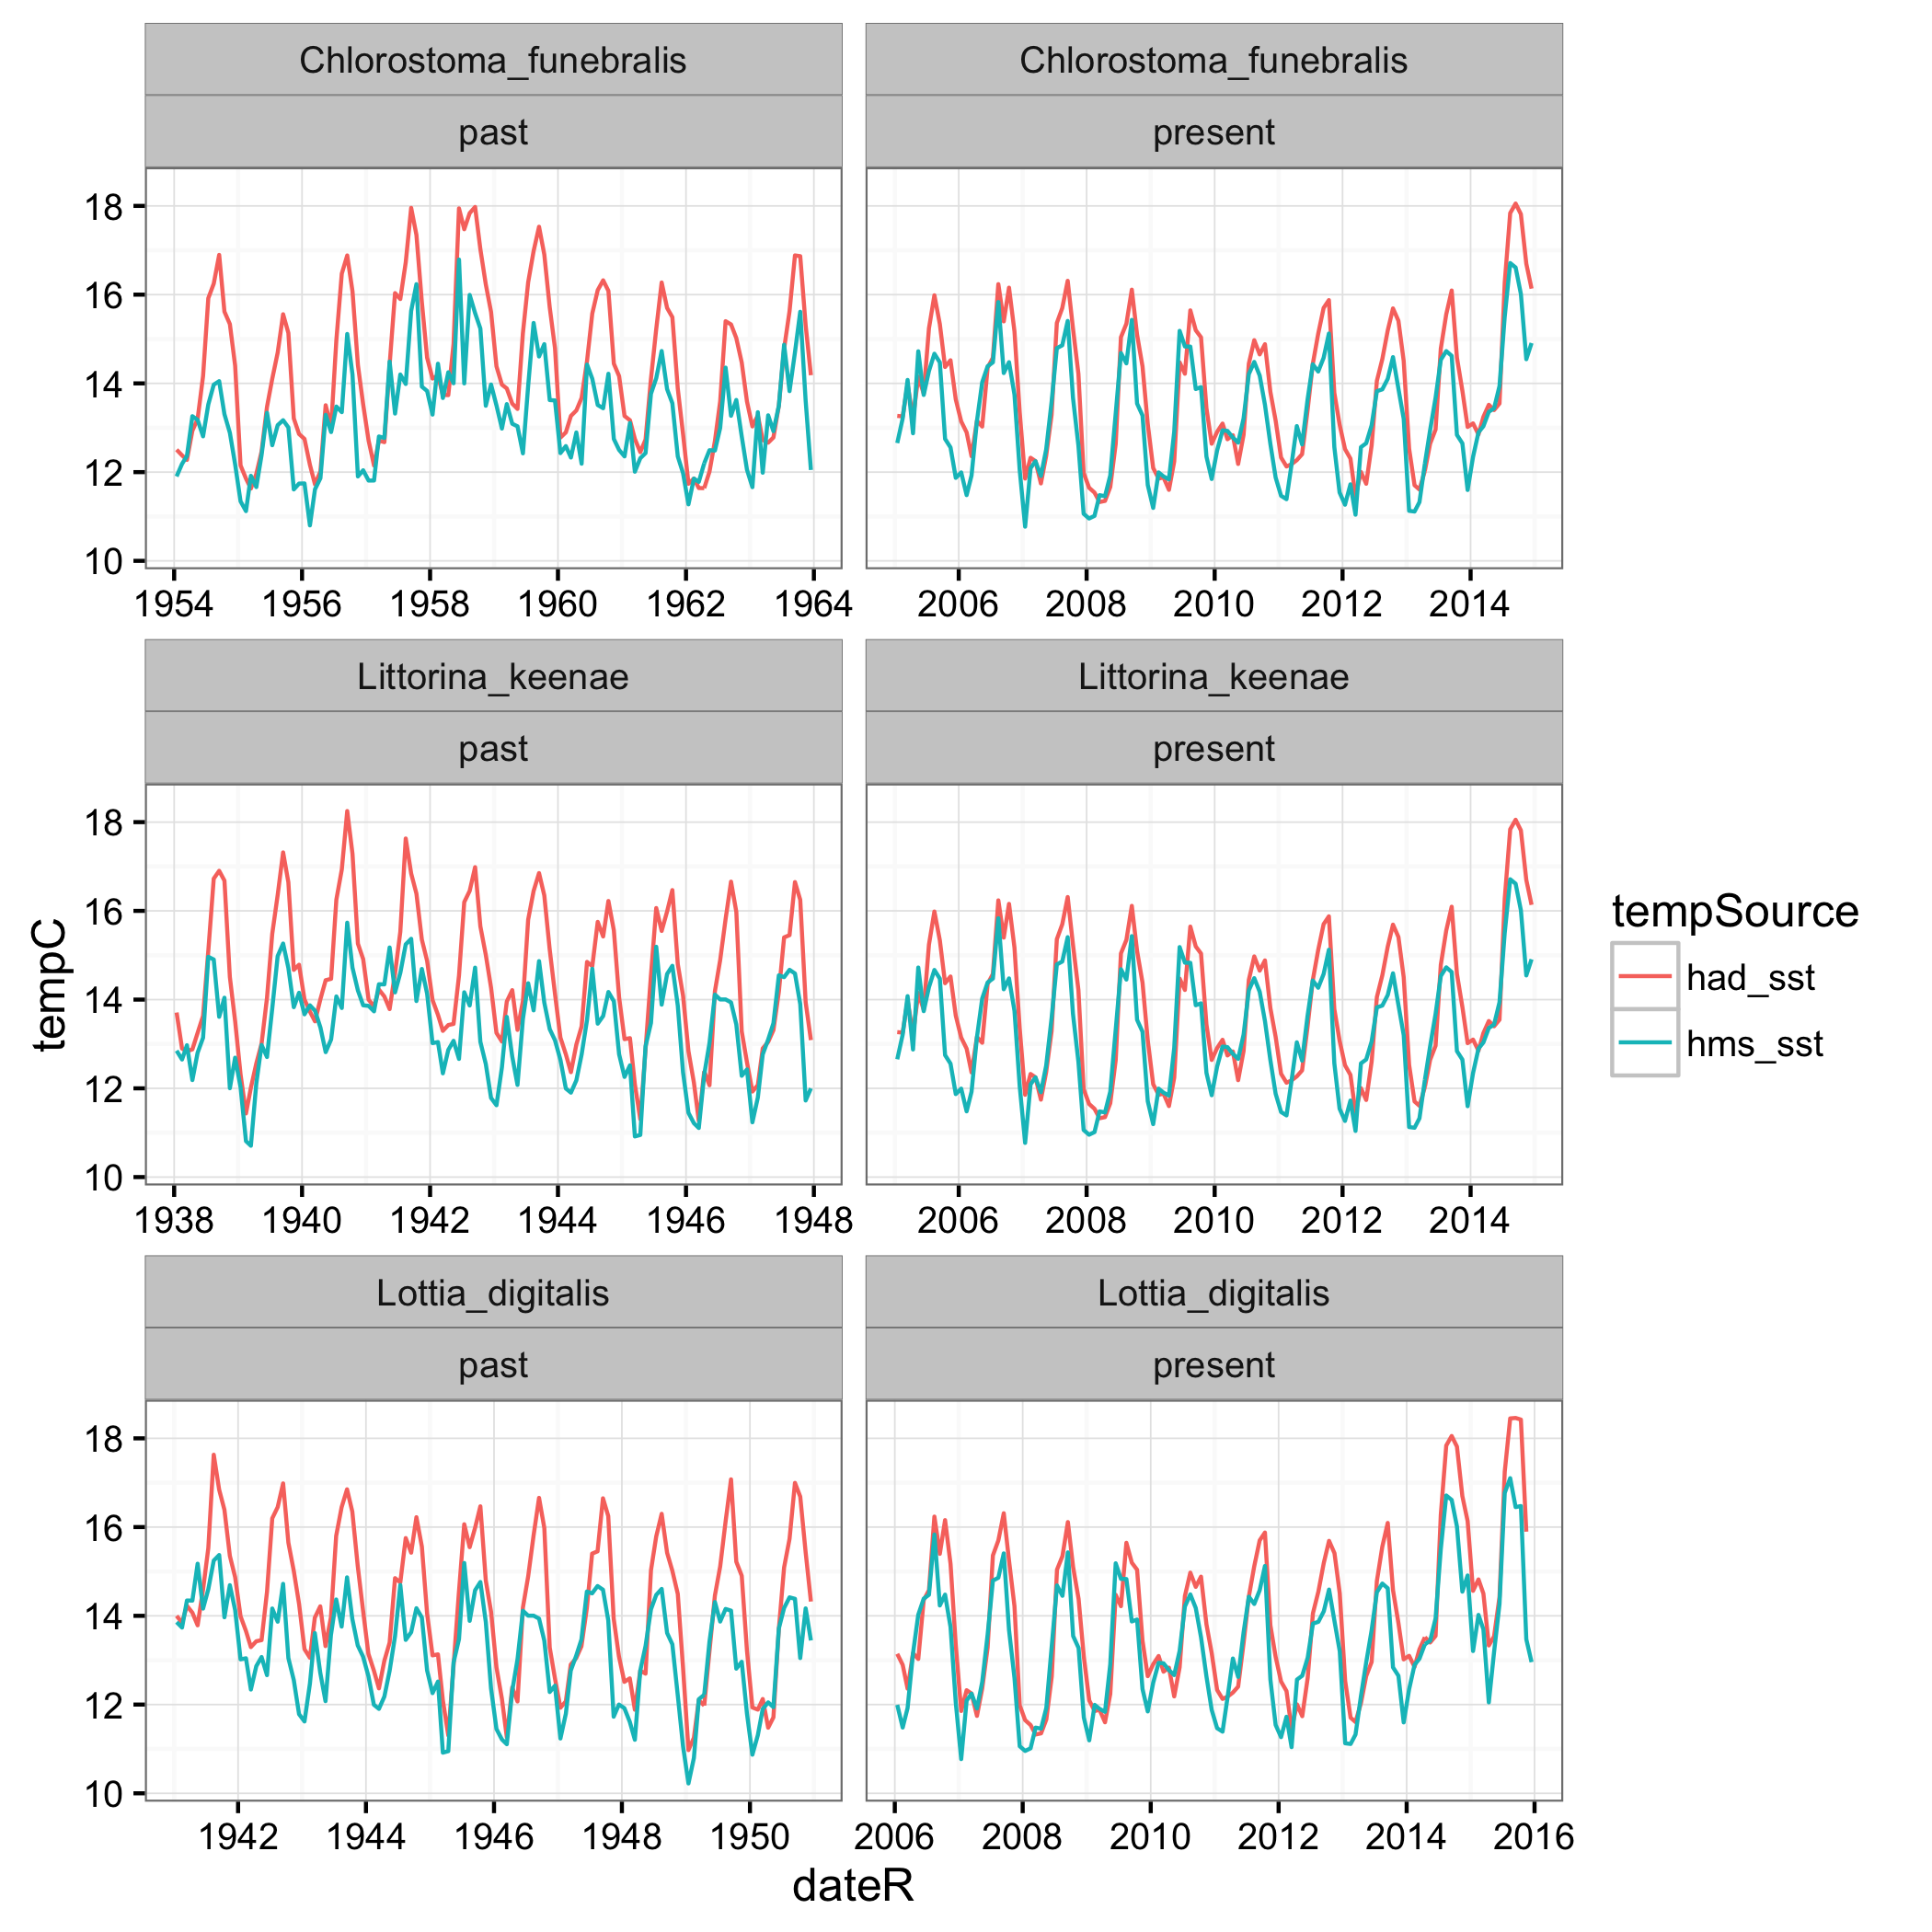 Chlorostoma_funebralis Chlorostoma_funebralis
past present
18
16
14
12
10
1954 1956 1958 1960 1962 1964 2006 2008 2010 2012 2014
Littorina_keenae Littorina_keenae
past present
18
16
14
12
10
1938 1940 1942 1944 1946 1948 2006 2008 2010 2012 2014
Lottia_digitalis Lottia_digitalis
past present
18
16
14
12
10
1942 1944 1946 1948 1950 2006 2008 2010 2012 2014 2016
tempC
dateR
tempSource
had_sst
hms_sst